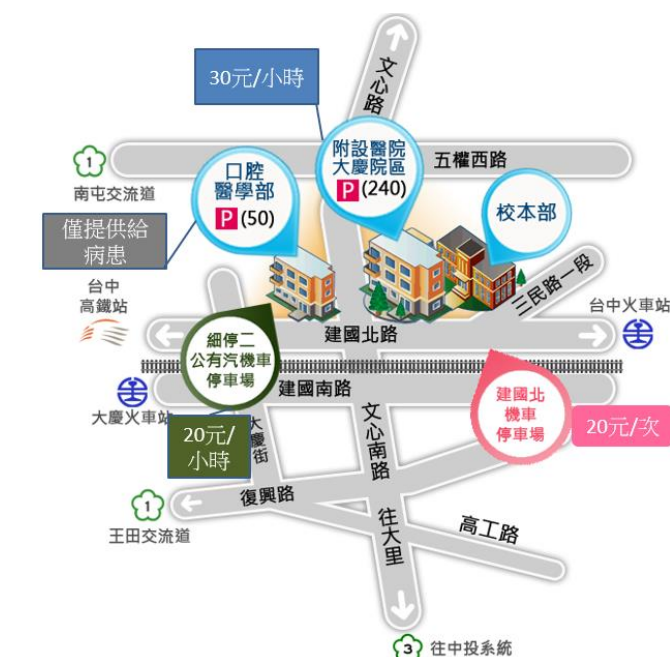 30元/小時
文心路
1
南屯交流道
五權西路
口腔
醫學部
P (50)
附設醫院
大慶院區
P (240)
校本部
僅提供給
病患
台中
高鐵站
三民路一段
台中火車站
建國北路
細停二
公有汽機車
停車場
建國南路
大慶火車站
建國北
機車
停車場
20元/次
20元/
小時
大慶街
文心南路
復興路
1
王田交流道
往大里
高工路
3
往中投系統